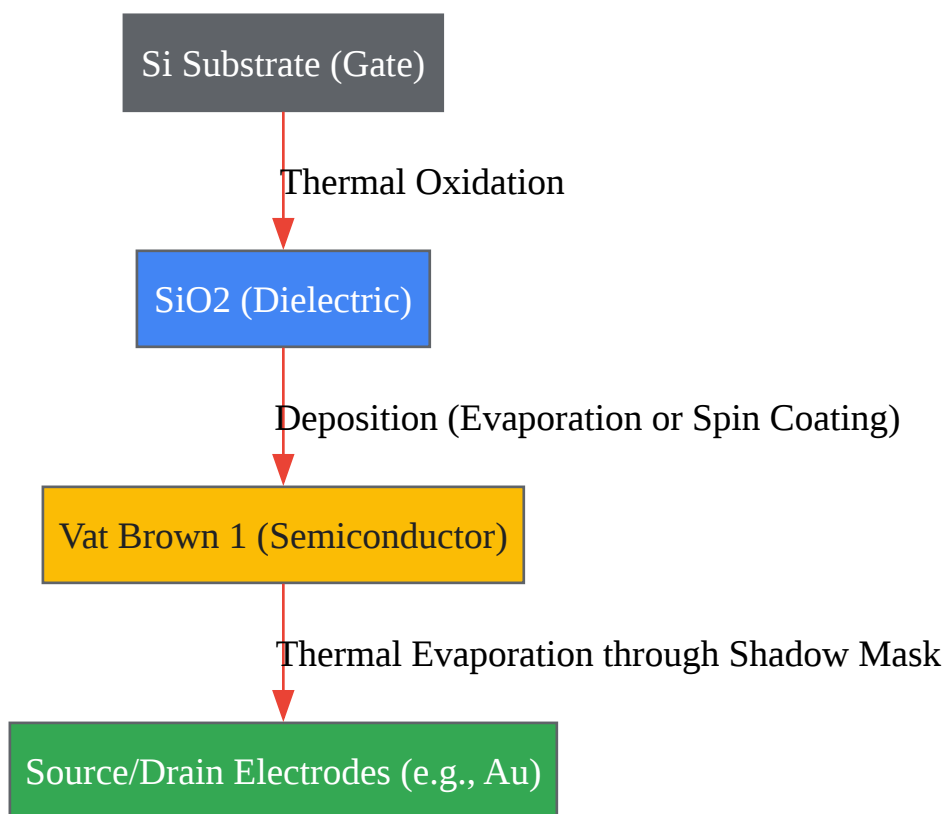 Si Substrate (Gate)
Thermal Oxidation
SiO2 (Dielectric)
Deposition (Evaporation or Spin Coating)
Vat Brown 1 (Semiconductor)
Thermal Evaporation through Shadow Mask
Source/Drain Electrodes (e.g., Au)